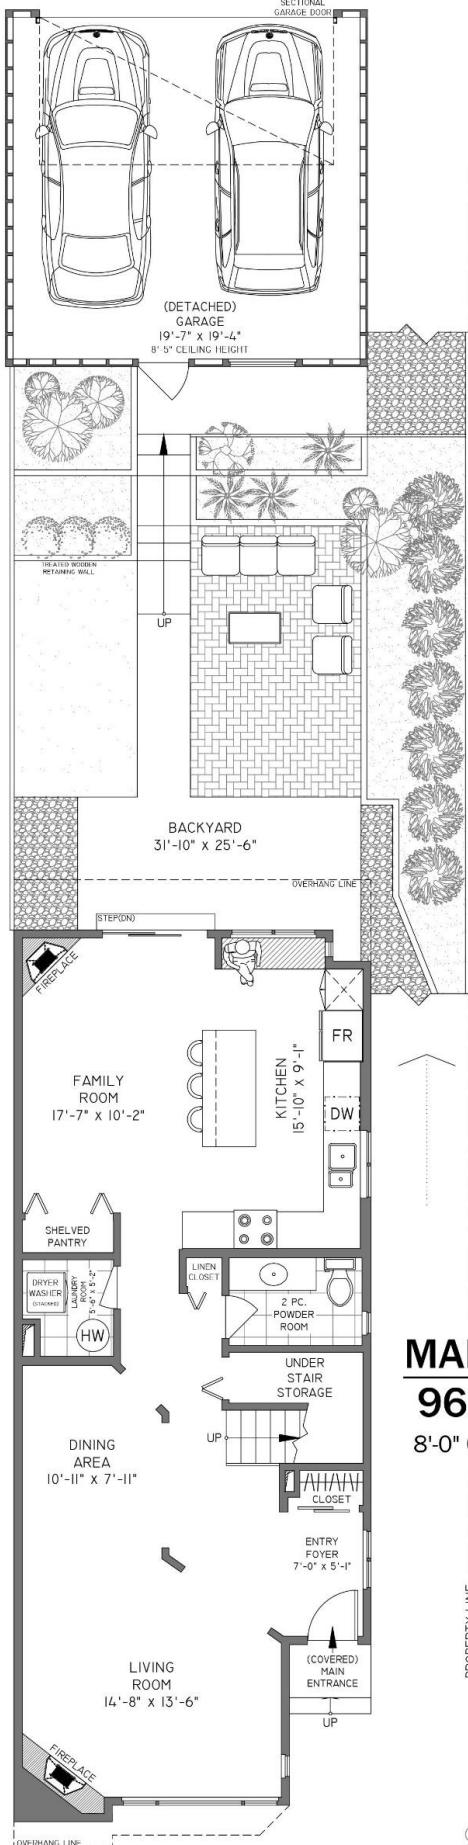 SECTIONAL
GARAGE DOOR
(DETACHED)
GARAGE
19'-7" X 19'-4"
8'-5" CEILING HEIGHT
TREATED WOODEN
RETAINING WALL
UP
BACKYARD
31'-10" X 25'-6"
OVERHANG LINE
STEP(DN)
FIREPLACE
FR
KITCHEN
15'-10" X 9'-1"
FAMILY
ROOM
17'-7" X 10'-2"
DW
SHELVED
PANTRY
LINEN
CLOSET
DRYER
WASHER
(STACKED)
LAUNDRY
ROOM
5'-6" X 5'-2"
HW
2 PC.
POWDER
ROOM
UNDER
STAIR
STORAGE
MAI
96
8'-0"
UP
DINING
AREA
10'-11" X 7'-11"
CLOSET
ENTRY
FOYER
7'-0" X 5'-1"
PROPERTY LINE
(COVERED)
MAIN
ENTRANCE
LIVING
ROOM
14'-8" X 13'-6"
UP
FIREPLACE
OVERHANG LINE